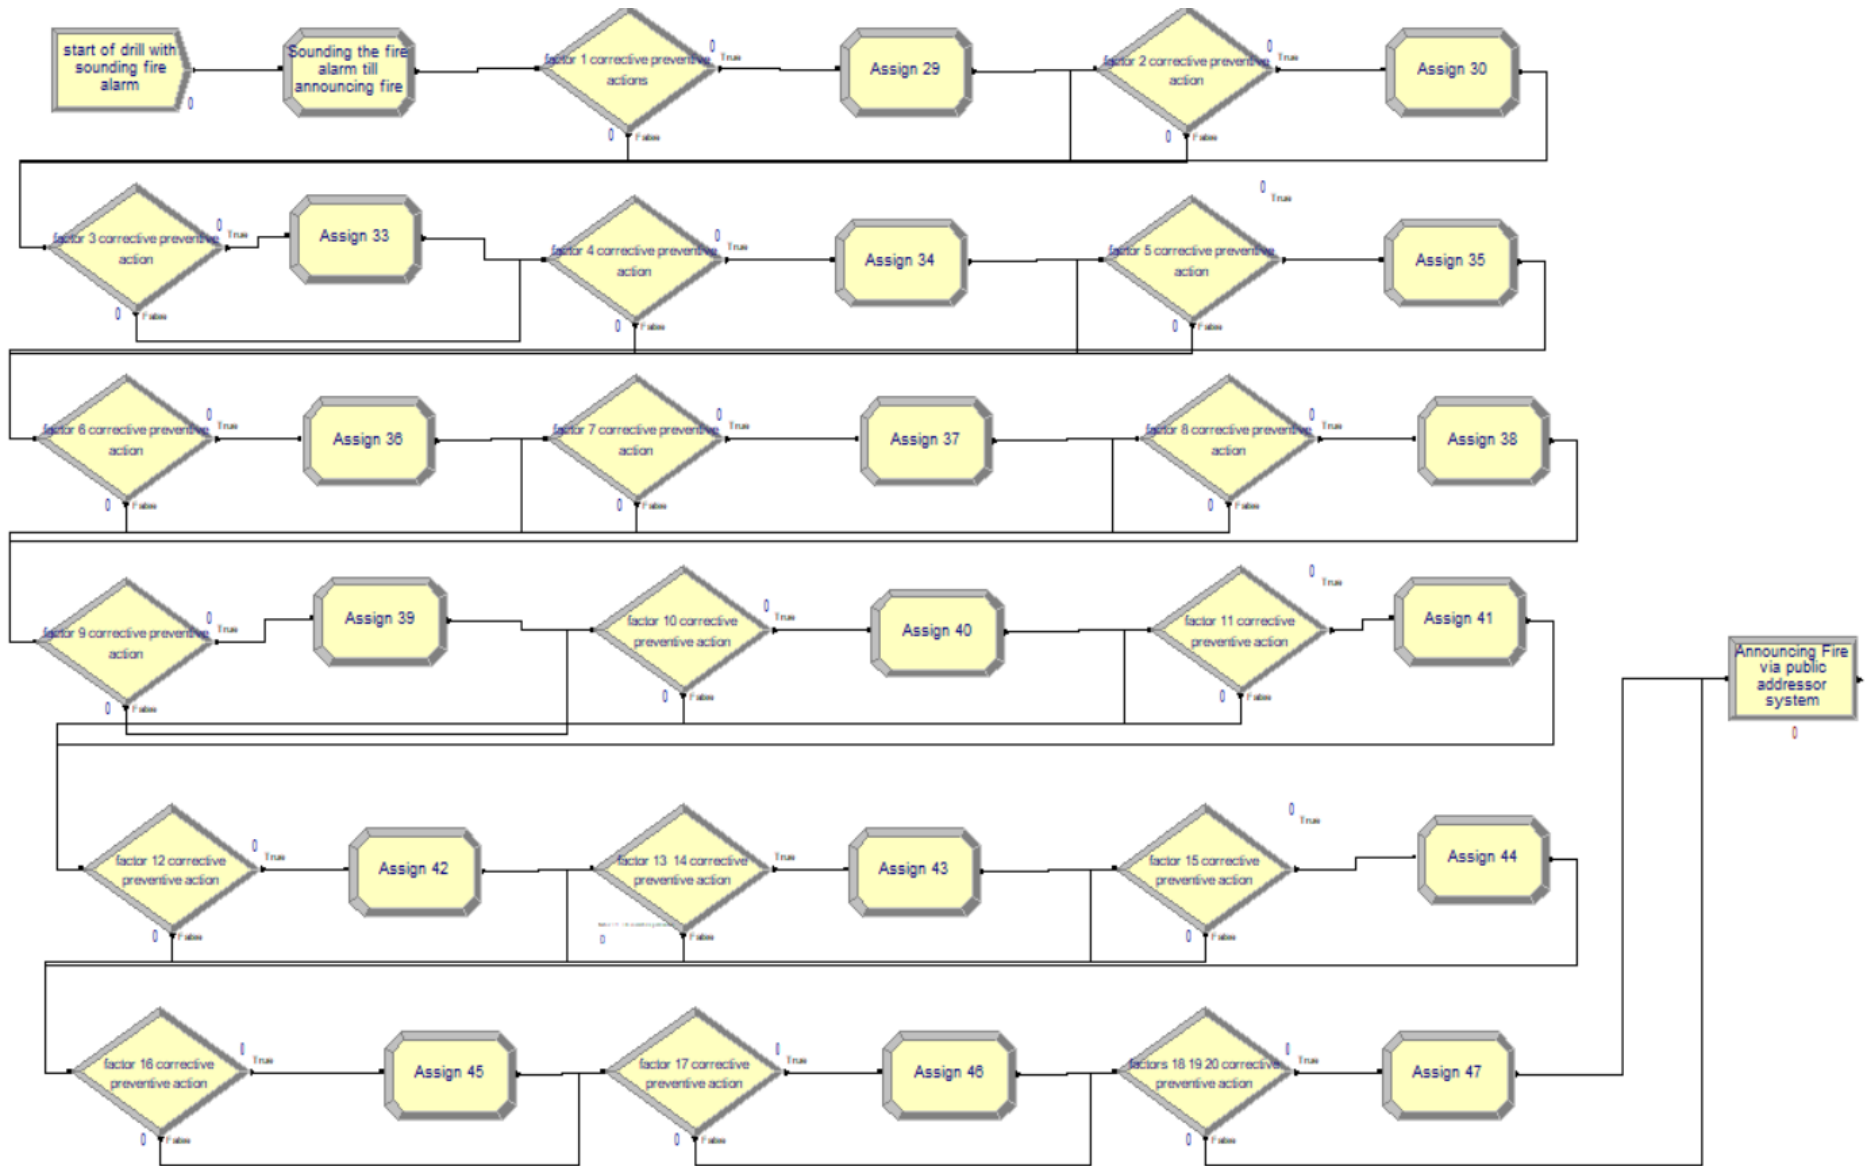 start of drill with
sounding fire
alarm
0
Sounding the fire
alarm till
announcing fire
factor 1 corrective preventive
actions
0
True
0
False
Assign 29
factor 2 corrective preventive
action
0
True
0
False
Assign 30
factor 3 corrective preventive
action
0
True
0
False
Assign 33
factor 4 corrective preventive
action
0
True
0
False
Assign 34
factor 5 corrective preventive
action
0
True
0
False
Assign 35
factor 6 corrective preventive
action
0
True
0
False
Assign 36
factor 7 corrective preventive
action
0
True
0
False
Assign 37
factor 8 corrective preventive
action
0
True
0
False
Assign 38
factor 9 corrective preventive
action
0
True
0
False
Assign 39
factor 10 corrective
preventive action
0
True
0
False
Assign 40
factor 11 corrective
preventive action
0
True
0
False
Assign 41
Announcing Fire
via public
addressor
system
0
factor 12 corrective
preventive action
0
True
0
False
Assign 42
factor 13 14 corrective
preventive action
True
0
False
Assign 43
factor 15 corrective
preventive action
0
True
0
False
Assign 44
factor 16 corrective
preventive action
0
True
0
False
Assign 45
factor 17 corrective
preventive action
0
True
0
False
Assign 46
factors 18 19 20 corrective
preventive action
0
True
0
False
Assign 47